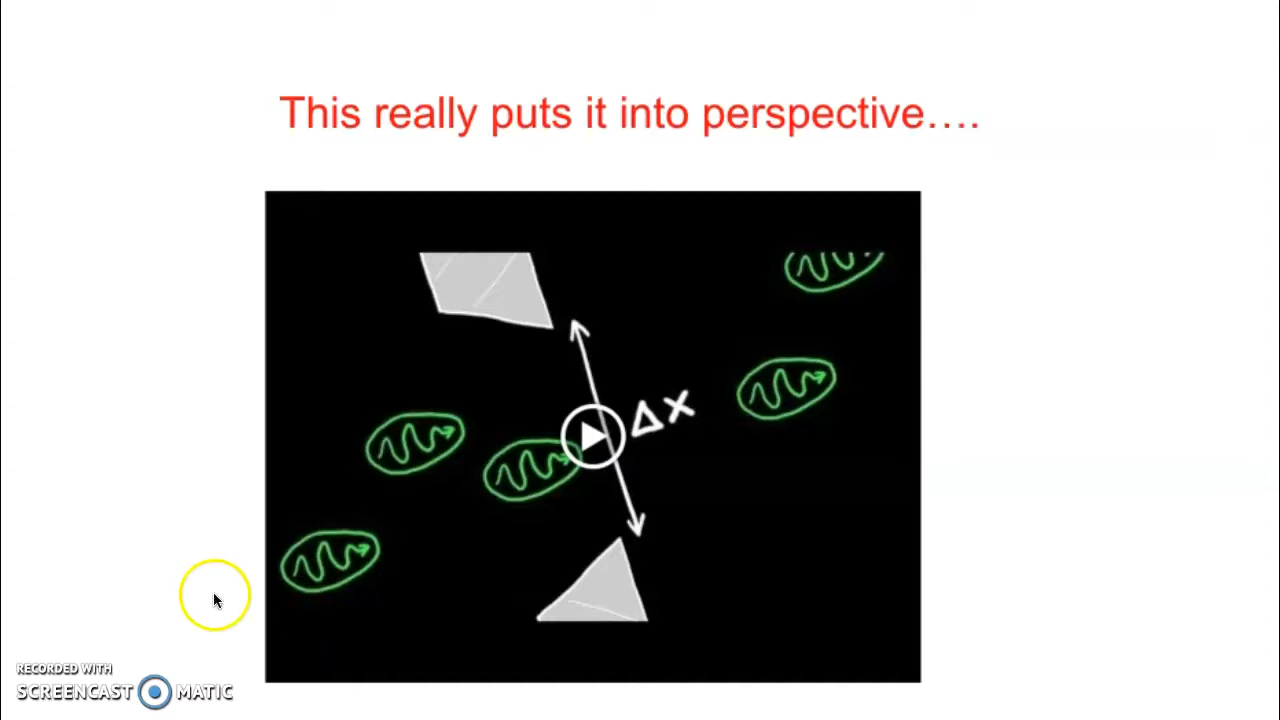 This really puts it into perspective….
Δx
RECORDED WITH
SCREENCAST MATIC